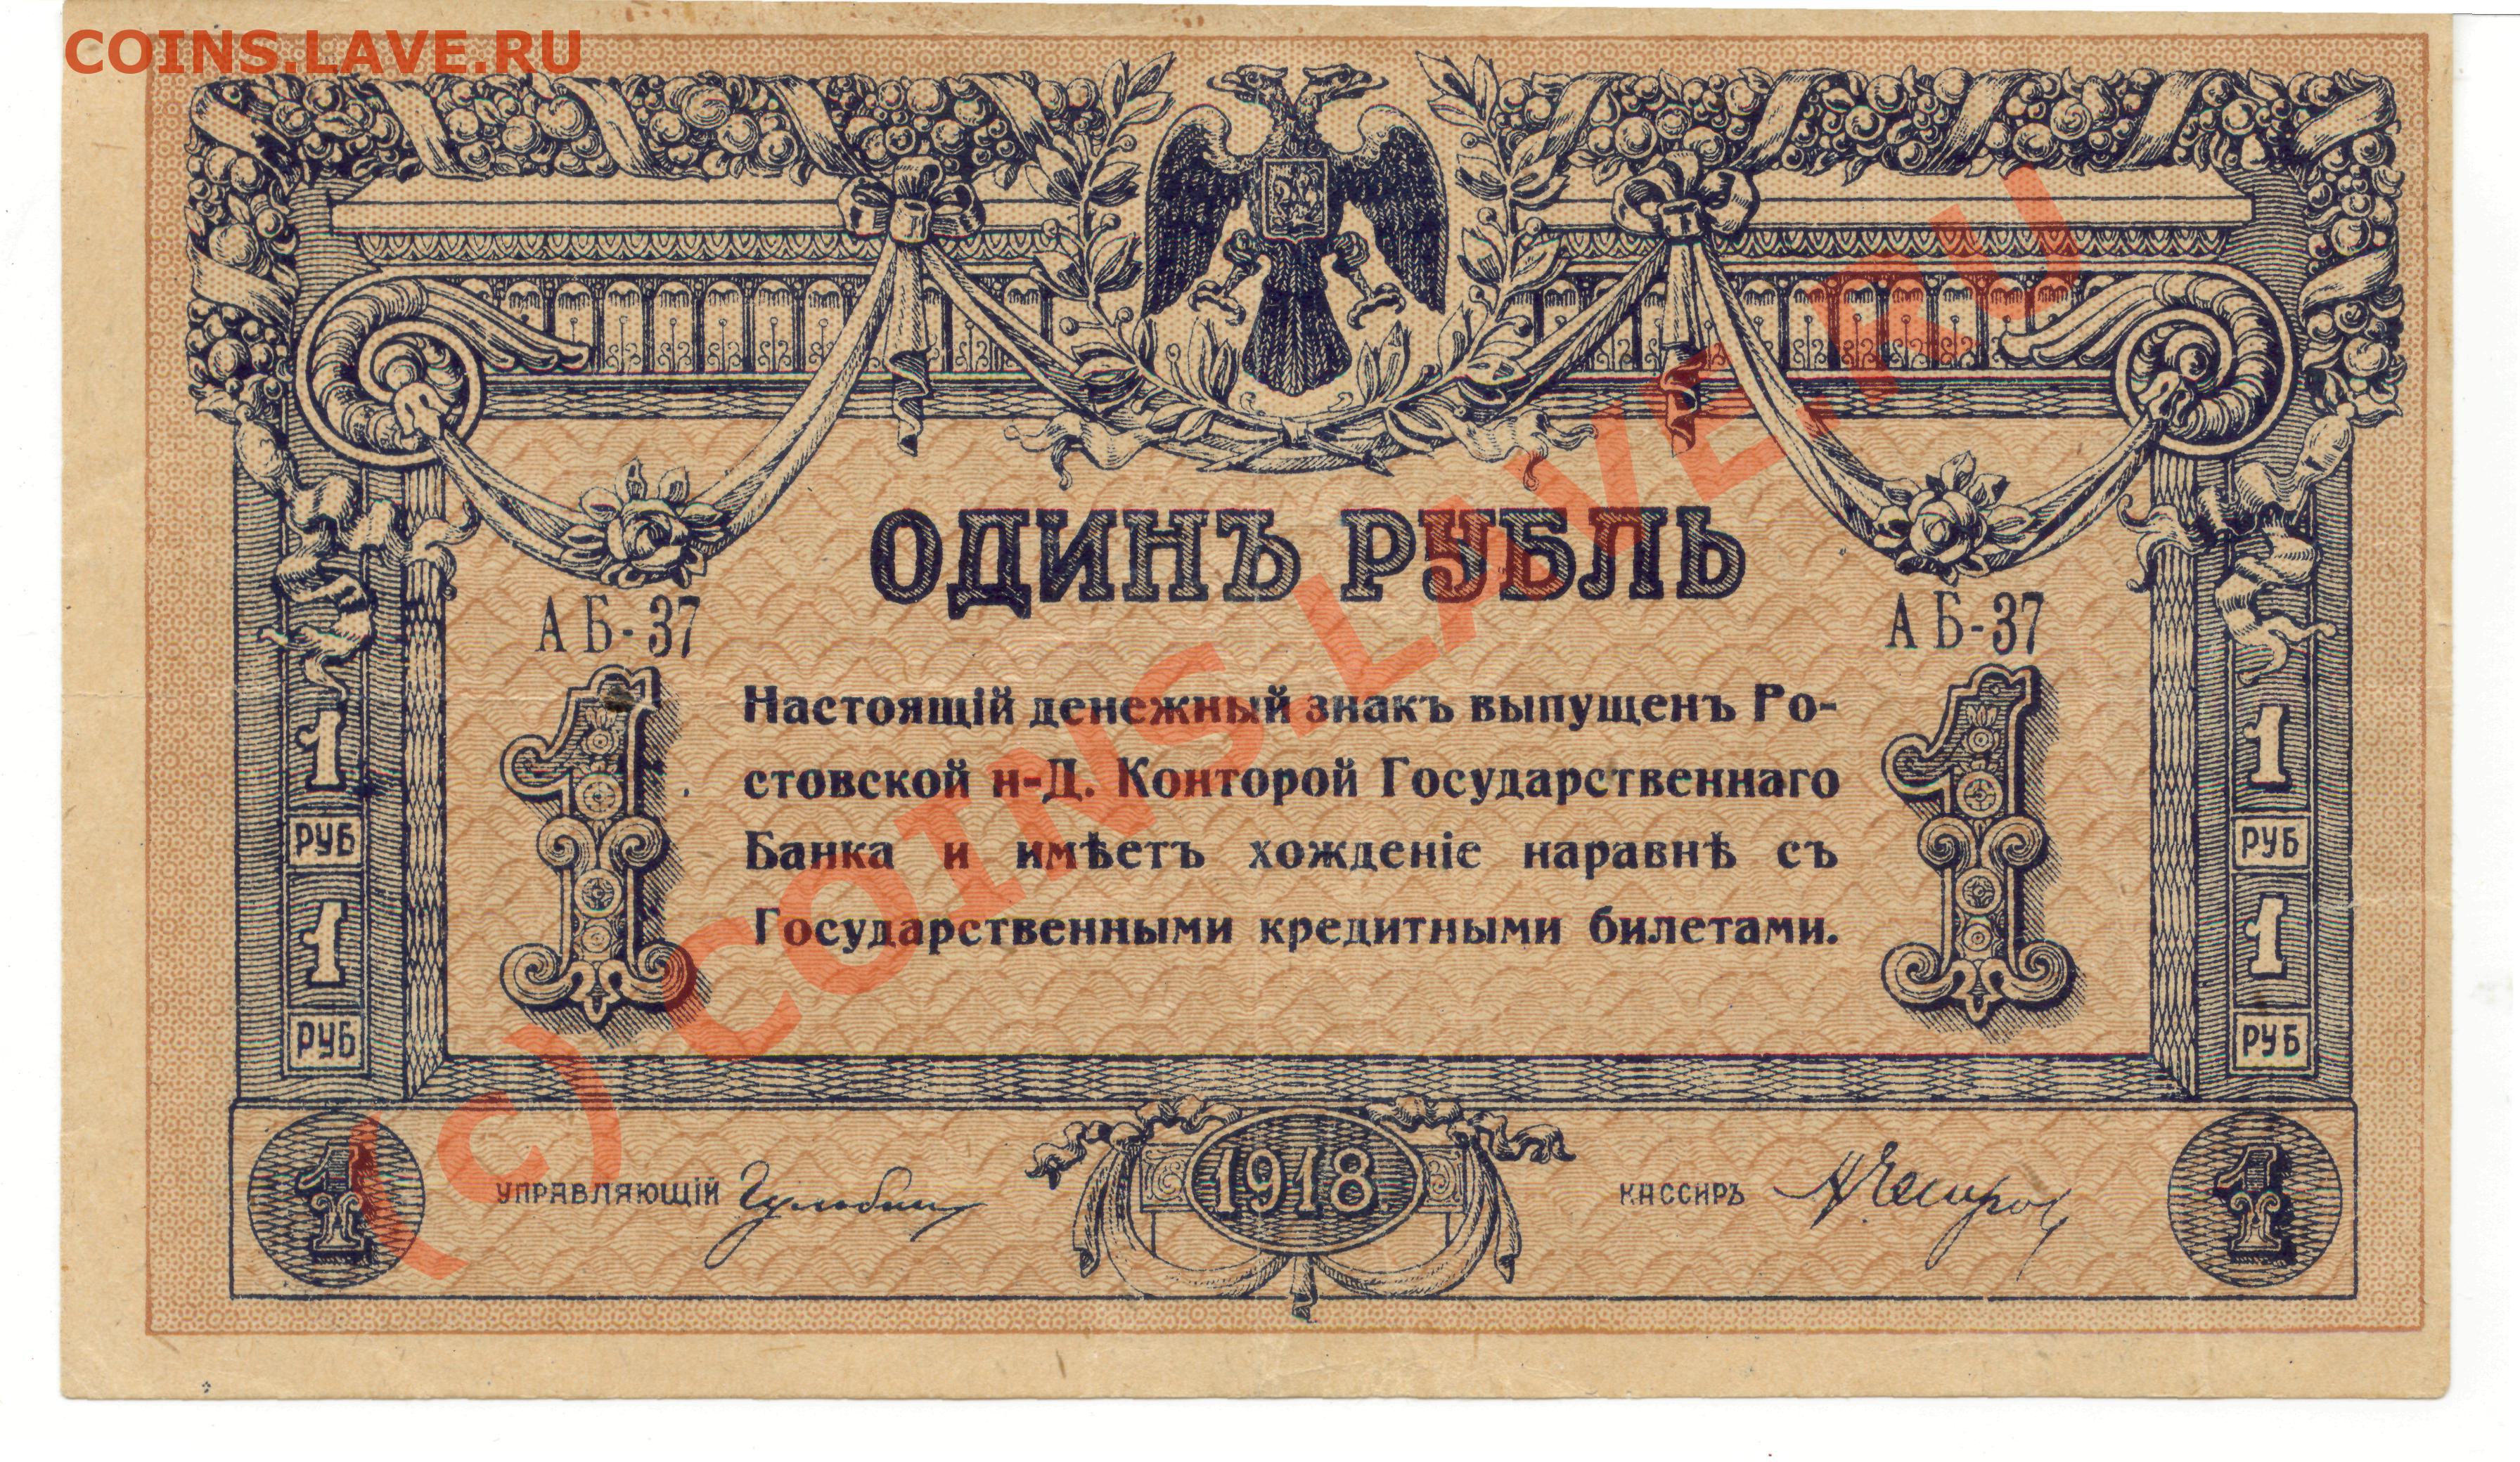 COINS.LAVE.RU
ОДИНЪ РУБЛЬ
АБ-37 АБ-37
1 1
Настоящій денежный знакъ выпущенъ Ро-
стовской н-Д. Конторой Государственнаго
Банка и имѣетъ хожденіе наравнѣ съ
Государственными кредитными билетами.
1 1
РУБ РУБ
1 1
РУБ РУБ
1 УПРАВЛЯЮЩІЙ 1918. КАССИРЪ 1
(c) COINS.LAVE.RU